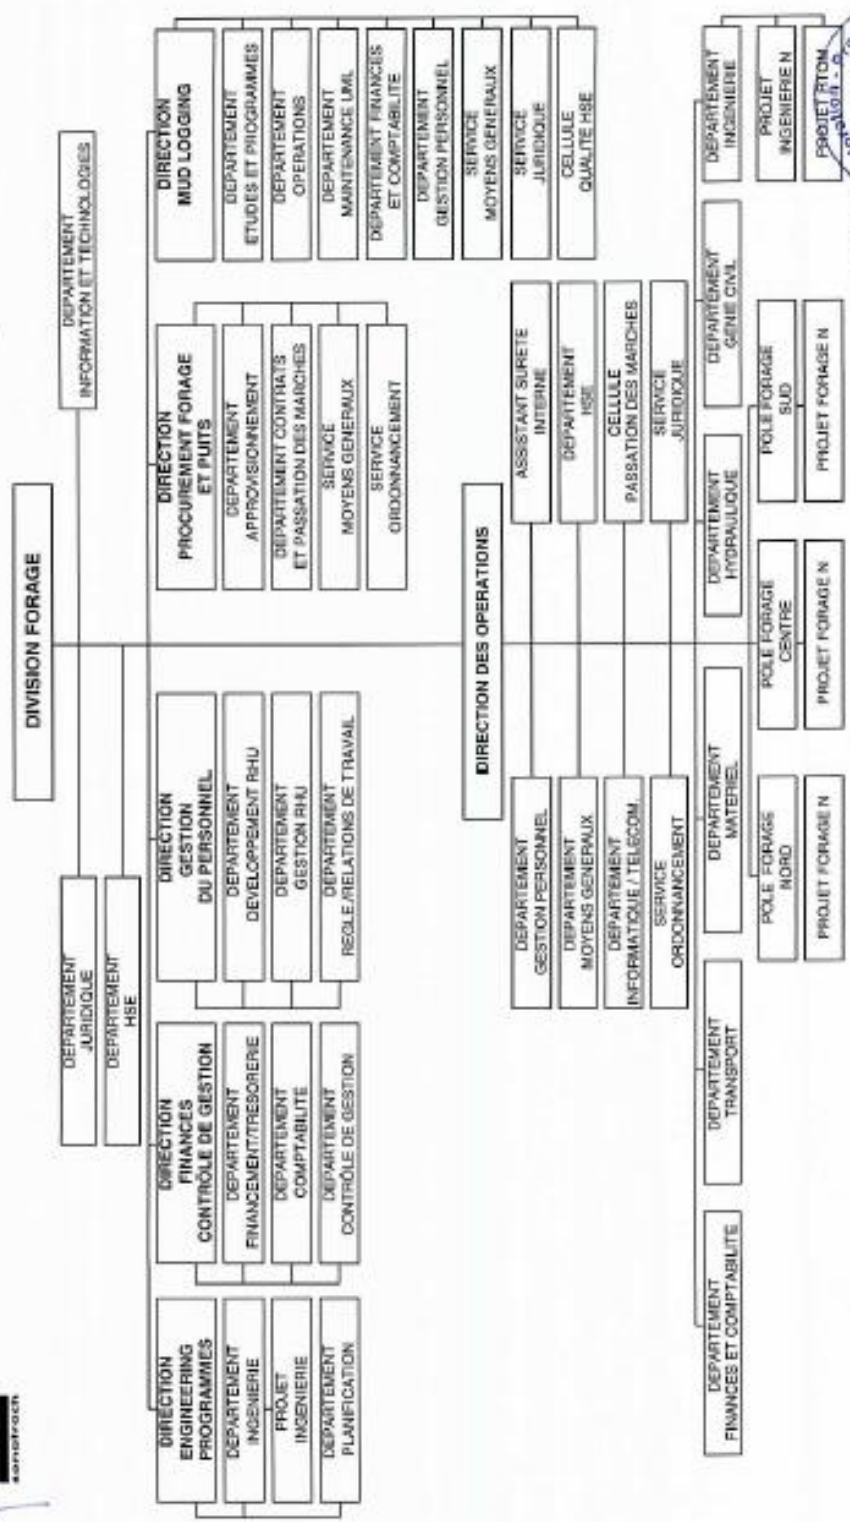 sonatrach
DIVISION FORAGE
DEPARTEMENT
JURIDIQUE
DEPARTEMENT
HSE
DEPARTEMENT
INFORMATION ET TECHNOLOGIES
DIRECTION
ENGINEERING
PROGRAMMES
DEPARTEMENT
INGENIERIE
PROJET
INGENIERIE
DEPARTEMENT
PLANIFICATION
DIRECTION
FINANCES
CONTRÔLE DE GESTION
DEPARTEMENT
FINANCEMENT/TRESORERIE
DEPARTEMENT
COMPTABILITÉ
DEPARTEMENT
CONTRÔLE DE GESTION
DIRECTION
GESTION
DU PERSONNEL
DEPARTEMENT
DEVELOPPEMENT RHU
DEPARTEMENT
GESTION RHU
DEPARTEMENT
REGLE./RELATIONS DE TRAVAIL
DIRECTION
PROCUREMENT FORAGE
ET PUITS
DEPARTEMENT
APPROVISIONNEMENT
DEPARTEMENT CONTRATS
ET PASSATION DES MARCHES
SERVICE
MOYENS GENERAUX
SERVICE
ORDONNANCEMENT
DIRECTION
MUD LOGGING
DEPARTEMENT
ETUDES ET PROGRAMMES
DEPARTEMENT
OPERATIONS
DEPARTEMENT
MAINTENANCE UML
DEPARTEMENT FINANCES
ET COMPTABILITE
DEPARTEMENT
GESTION PERSONNEL
SERVICE
MOYENS GENERAUX
SERVICE
JURIDIQUE
CELLULE
QUALITE HSE
DIRECTION DES OPERATIONS
DEPARTEMENT
GESTION PERSONNEL
DEPARTEMENT
MOYENS GENERAUX
DEPARTEMENT
INFORMATIQUE / TELECOM.
SERVICE
ORDONNANCEMENT
ASSISTANT SURETE
INTERNE
DEPARTEMENT
HSE
CELLULE
PASSATION DES MARCHES
SERVICE
JURIDIQUE
DEPARTEMENT
FINANCES ET COMPTABILITE
DEPARTEMENT
TRANSPORT
DEPARTEMENT
MATERIEL
DEPARTEMENT
HYDRAULIQUE
DEPARTEMENT
GENIE CIVIL
DEPARTEMENT
INGENIERIE
POLE FORAGE
NORD
PROJET FORAGE N
POLE FORAGE
CENTRE
PROJET FORAGE N
POLE FORAGE
SUD
PROJET FORAGE N
PROJET
INGENIERIE N
PROJET RTOM